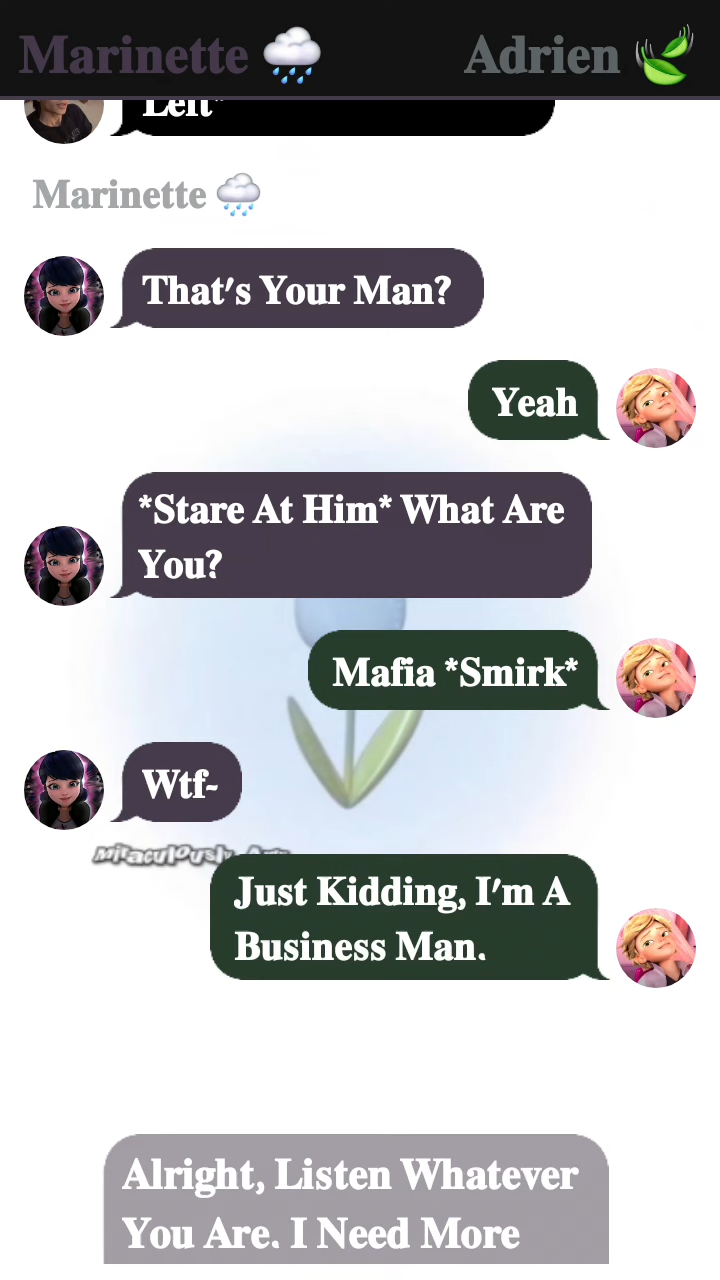 Marinette 🌧️ Adrien 🍃
Left*
Marinette 🌧️
That's Your Man?
Yeah
*Stare At Him* What Are
You?
Mafia *Smirk*
Wtf-
Miraculously
Just Kidding, I'm A
Business Man.
Alright, Listen Whatever
You Are. I Need More